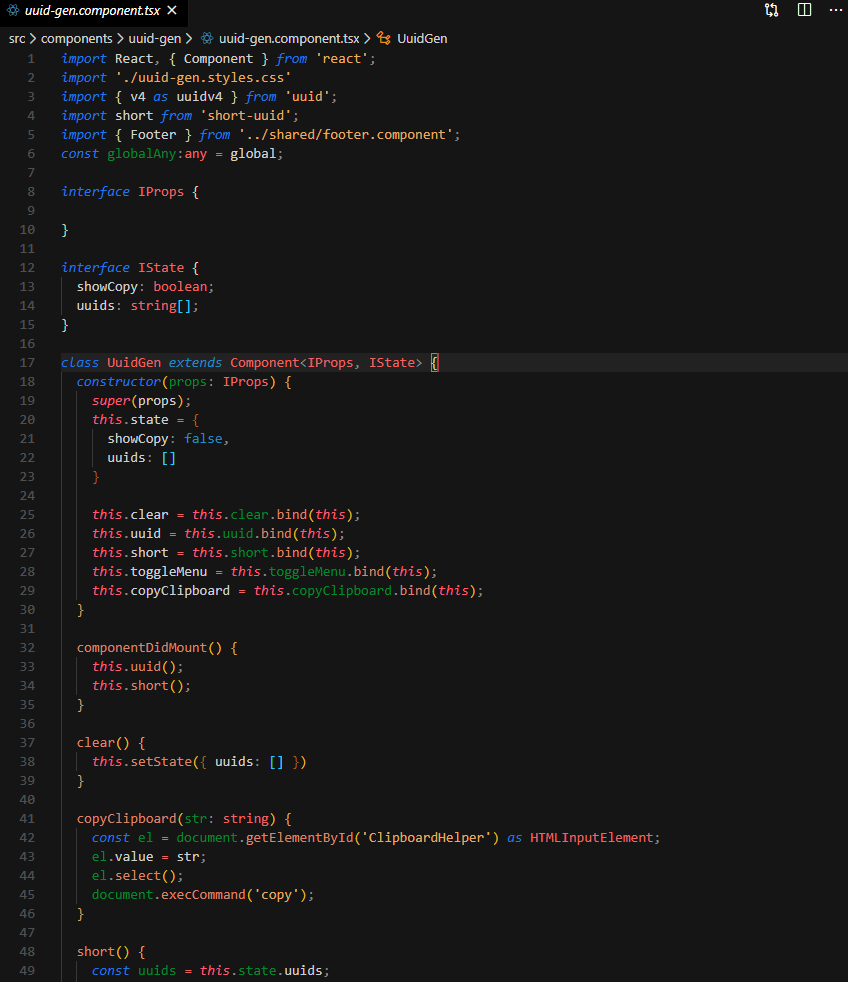 uuid-gen.component.tsx ×
src > components > uuid-gen > uuid-gen.component.tsx > UuidGen
1 import React, { Component } from 'react';
2 import './uuid-gen.styles.css'
3 import { v4 as uuidv4 } from 'uuid';
4 import short from 'short-uuid';
5 import { Footer } from '../shared/footer.component';
6 const globalAny:any = global;
7
8 interface IProps {
9
10 }
11
12 interface IState {
13   showCopy: boolean;
14   uuids: string[];
15 }
16
17 class UuidGen extends Component<IProps, IState> {
18   constructor(props: IProps) {
19     super(props);
20     this.state = {
21       showCopy: false,
22       uuids: []
23     }
24
25     this.clear = this.clear.bind(this);
26     this.uuid = this.uuid.bind(this);
27     this.short = this.short.bind(this);
28     this.toggleMenu = this.toggleMenu.bind(this);
29     this.copyClipboard = this.copyClipboard.bind(this);
30   }
31
32   componentDidMount() {
33     this.uuid();
34     this.short();
35   }
36
37   clear() {
38     this.setState({ uuids: [] })
39   }
40
41   copyClipboard(str: string) {
42     const el = document.getElementById('ClipboardHelper') as HTMLInputElement;
43     el.value = str;
44     el.select();
45     document.execCommand('copy');
46   }
47
48   short() {
49     const uuids = this.state.uuids;